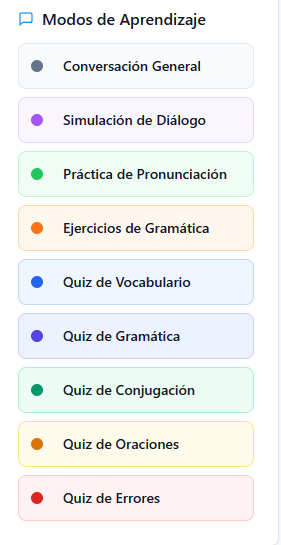 Modos de Aprendizaje
Conversación General
Simulación de Diálogo
Práctica de Pronunciación
Ejercicios de Gramática
Quiz de Vocabulario
Quiz de Gramática
Quiz de Conjugación
Quiz de Oraciones
Quiz de Errores